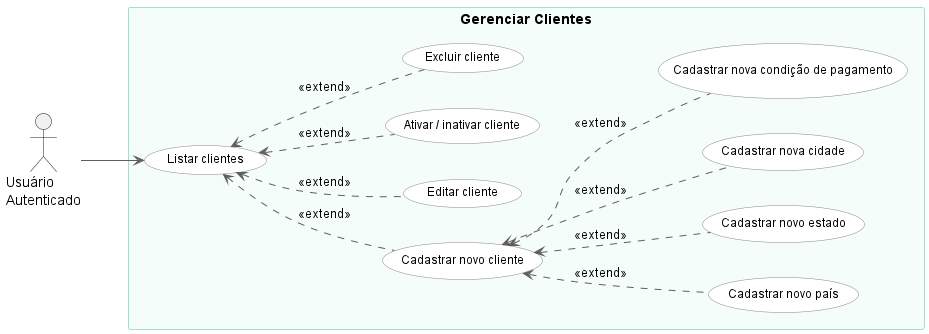 Gerenciar Clientes
Excluir cliente
Cadastrar nova condição de pagamento
«extend»
«extend»
Ativar / inativar cliente
«extend»
Cadastrar nova cidade
Listar clientes
Usuário
Autenticado
«extend»
Editar cliente
«extend»
«extend»
Cadastrar novo estado
«extend»
Cadastrar novo cliente
«extend»
Cadastrar novo país